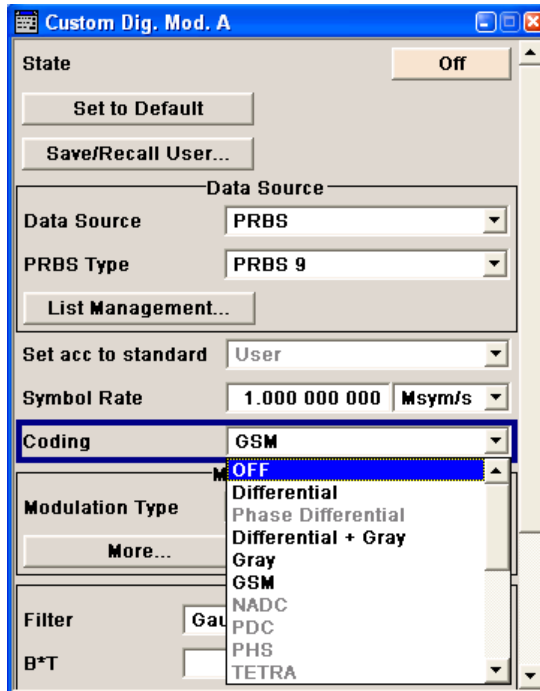 Custom Dig. Mod. A
State Off
Set to Default
Save/Recall User...
Data Source
Data Source PRBS
PRBS Type PRBS 9
List Management...
Set acc to standard User
Symbol Rate 1.000 000 000 Msym/s
Coding GSM
OFF
Differential
Modulation Type
Phase Differential
Differential + Gray
More...
Gray
GSM
NADC
Filter
PDC
PHS
B*T
TETRA